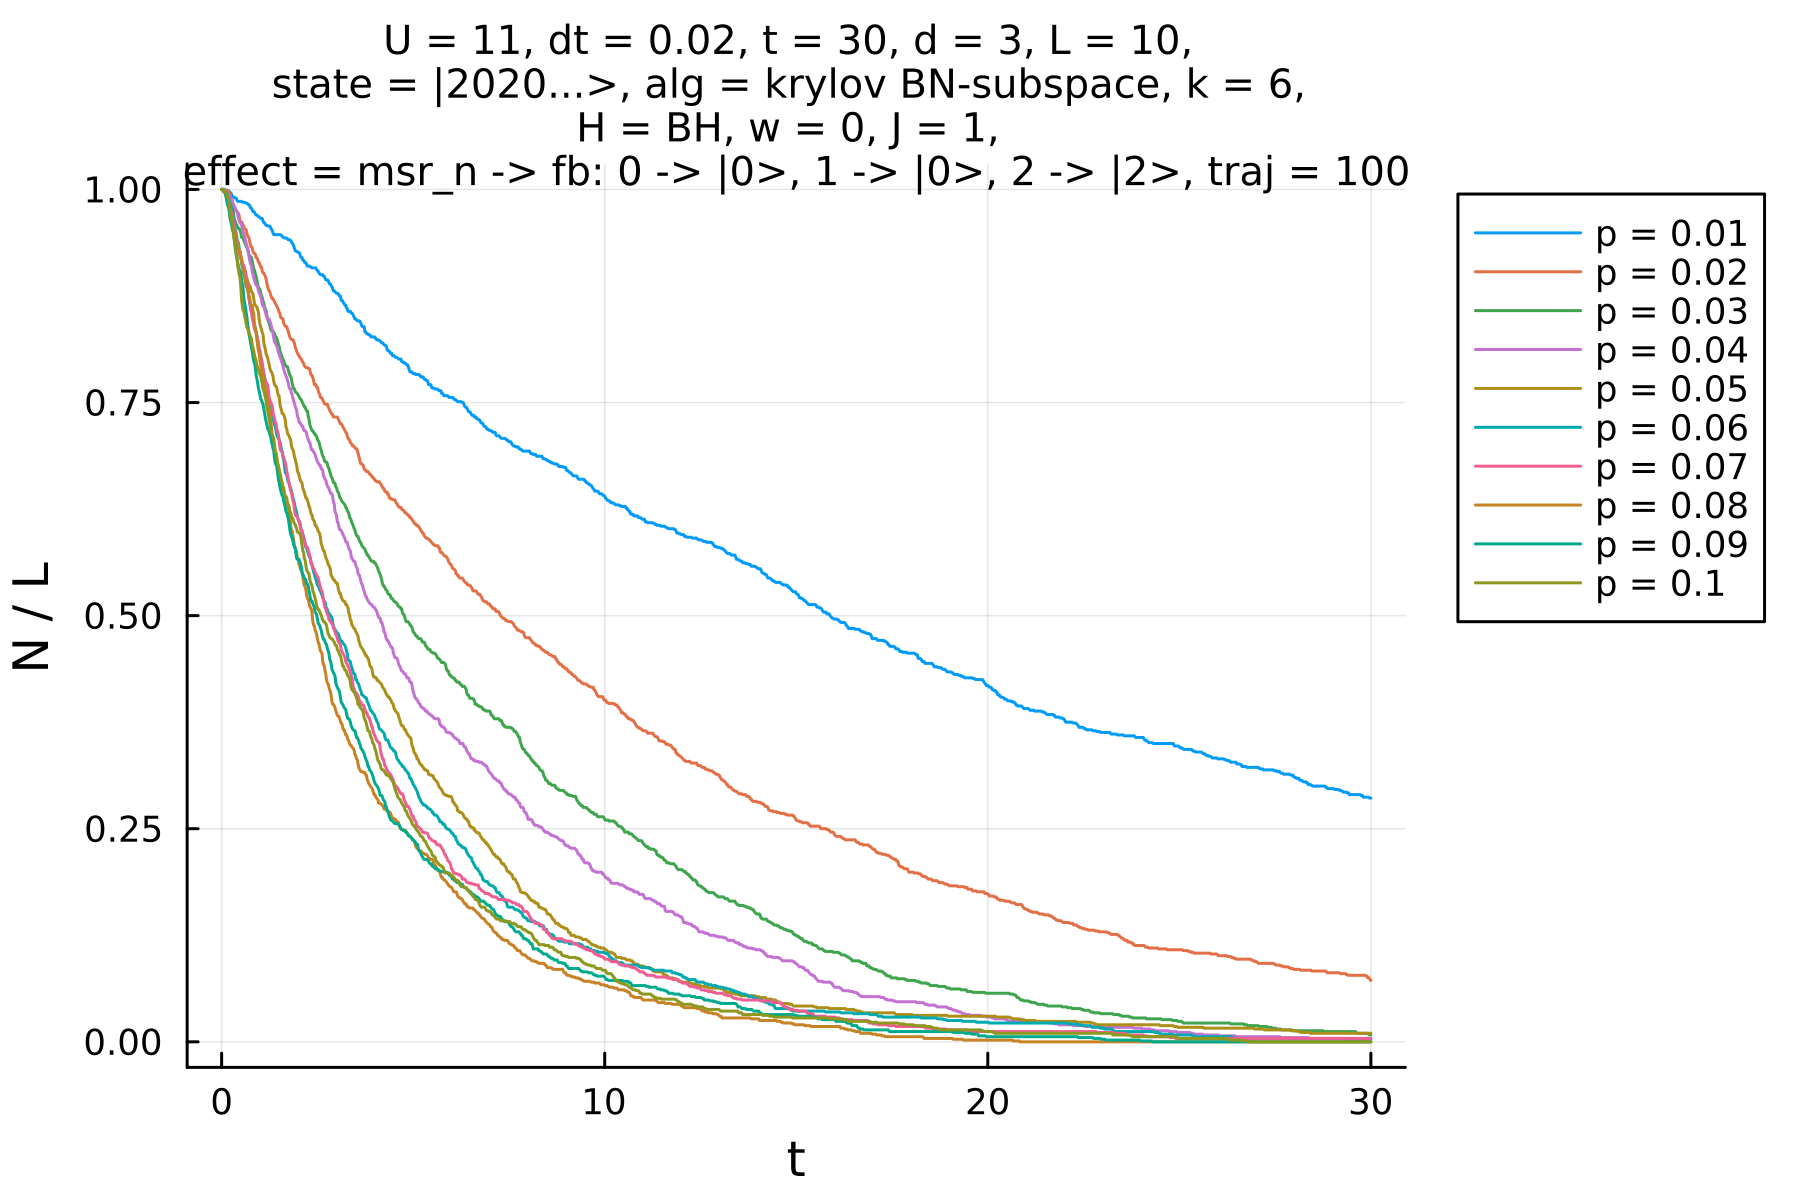 U = 11, dt = 0.02, t = 30, d = 3, L = 10,
state = |2020...>, alg = krylov BN-subspace, k = 6,
H = BH, w = 0, J = 1,
effect = msr_n -> fb: 0 -> |0>, 1 -> |0>, 2 -> |2>, traj = 100
1.00
0.75
0.50
0.25
0.00
N / L
0 10 20 30
t
p = 0.01
p = 0.02
p = 0.03
p = 0.04
p = 0.05
p = 0.06
p = 0.07
p = 0.08
p = 0.09
p = 0.1